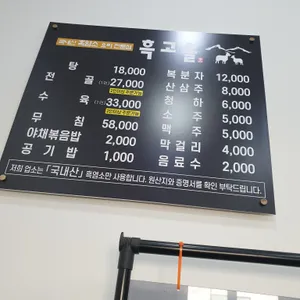 흑고을
탕 18,000
전골 27,000
수육 33,000
무침 58,000
야채볶음밥 2,000
공기밥 1,000
복분자 12,000
산삼주 8,000
청하 6,000
소주 5,000
맥주 5,000
막걸리 4,000
음료수 2,000
저희 업소는「국내산」흑염소만 사용합니다. 원산지와 증명서를 확인 부탁드립니다.